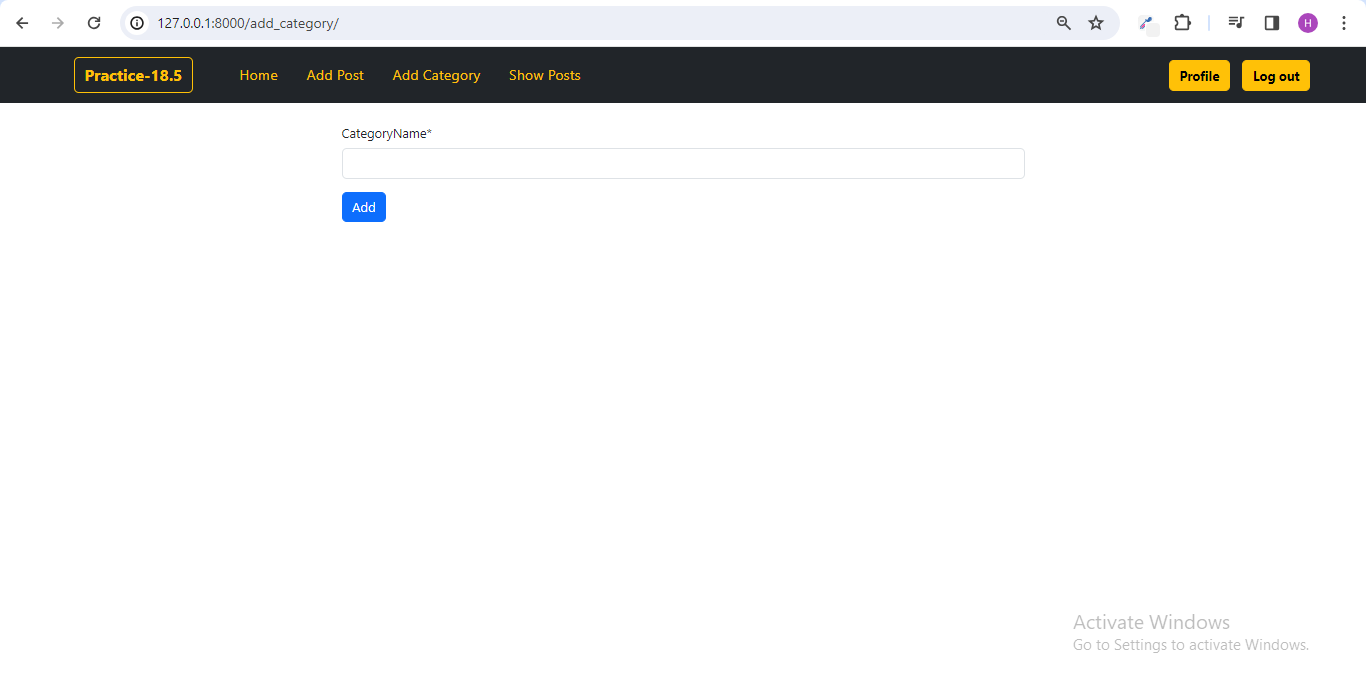 127.0.0.1:8000/add_category/
H
Practice-18.5 Home Add Post Add Category Show Posts Profile Log out
CategoryName*
Add
Activate Windows
Go to Settings to activate Windows.